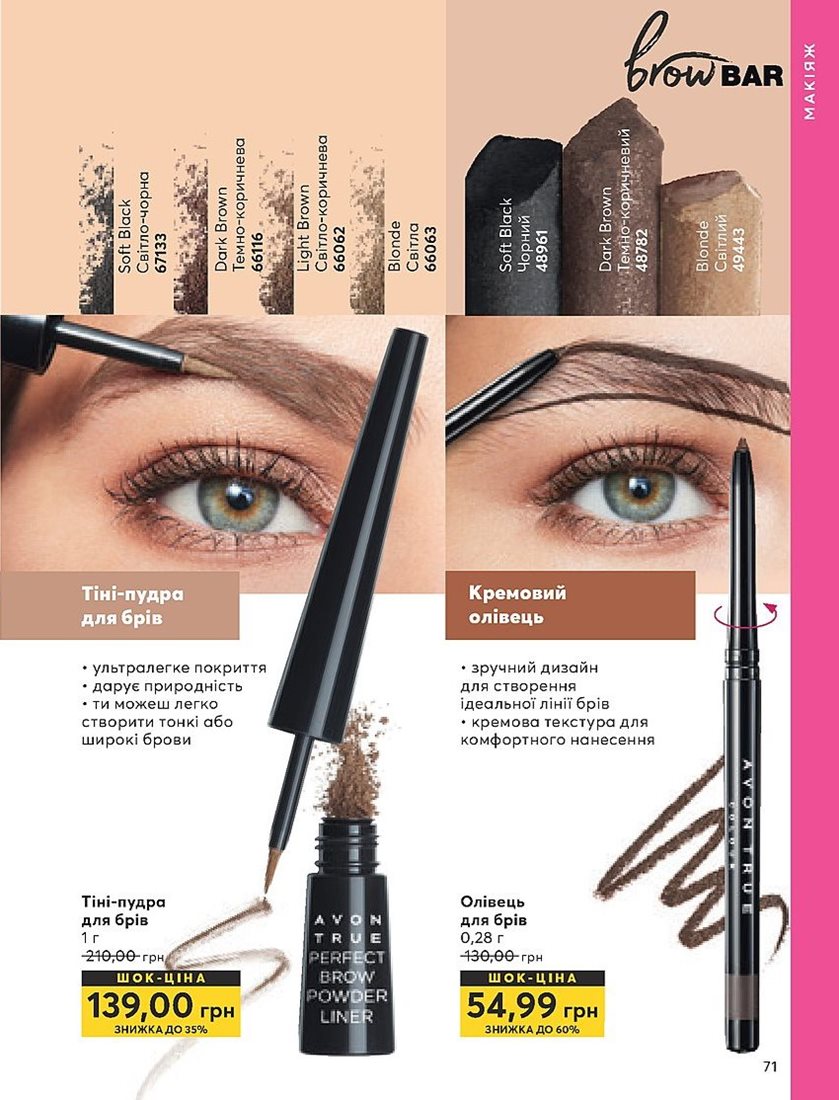 brow BAR
МАКІЯЖ
Soft Black
Світло-чорна
67133
Dark Brown
Темно-коричнева
66116
Light Brown
Світло-коричнева
66062
Blonde
Світла
66063
Soft Black
Чорний
48961
Dark Brown
Темно-коричневий
48782
Blonde
Світлий
49443
Тіні-пудра
для брів
• ультралегке покриття
• дарує природність
• ти можеш легко
створити тонкі або
широкі брови
Кремовий
олівець
• зручний дизайн
для створення
ідеальної лінії брів
• кремова текстура для
комфортного нанесення
Тіні-пудра
для брів
1 г
210,00 грн
ШОК-ЦІНА
139,00 грн
ЗНИЖКА ДО 35%
AVON
TRUE
PERFECT
BROW
POWDER
LINER
Олівець
для брів
0,28 г
130,00 грн
ШОК-ЦІНА
54,99 грн
ЗНИЖКА ДО 60%
AVON TRUE
COLOUR
71